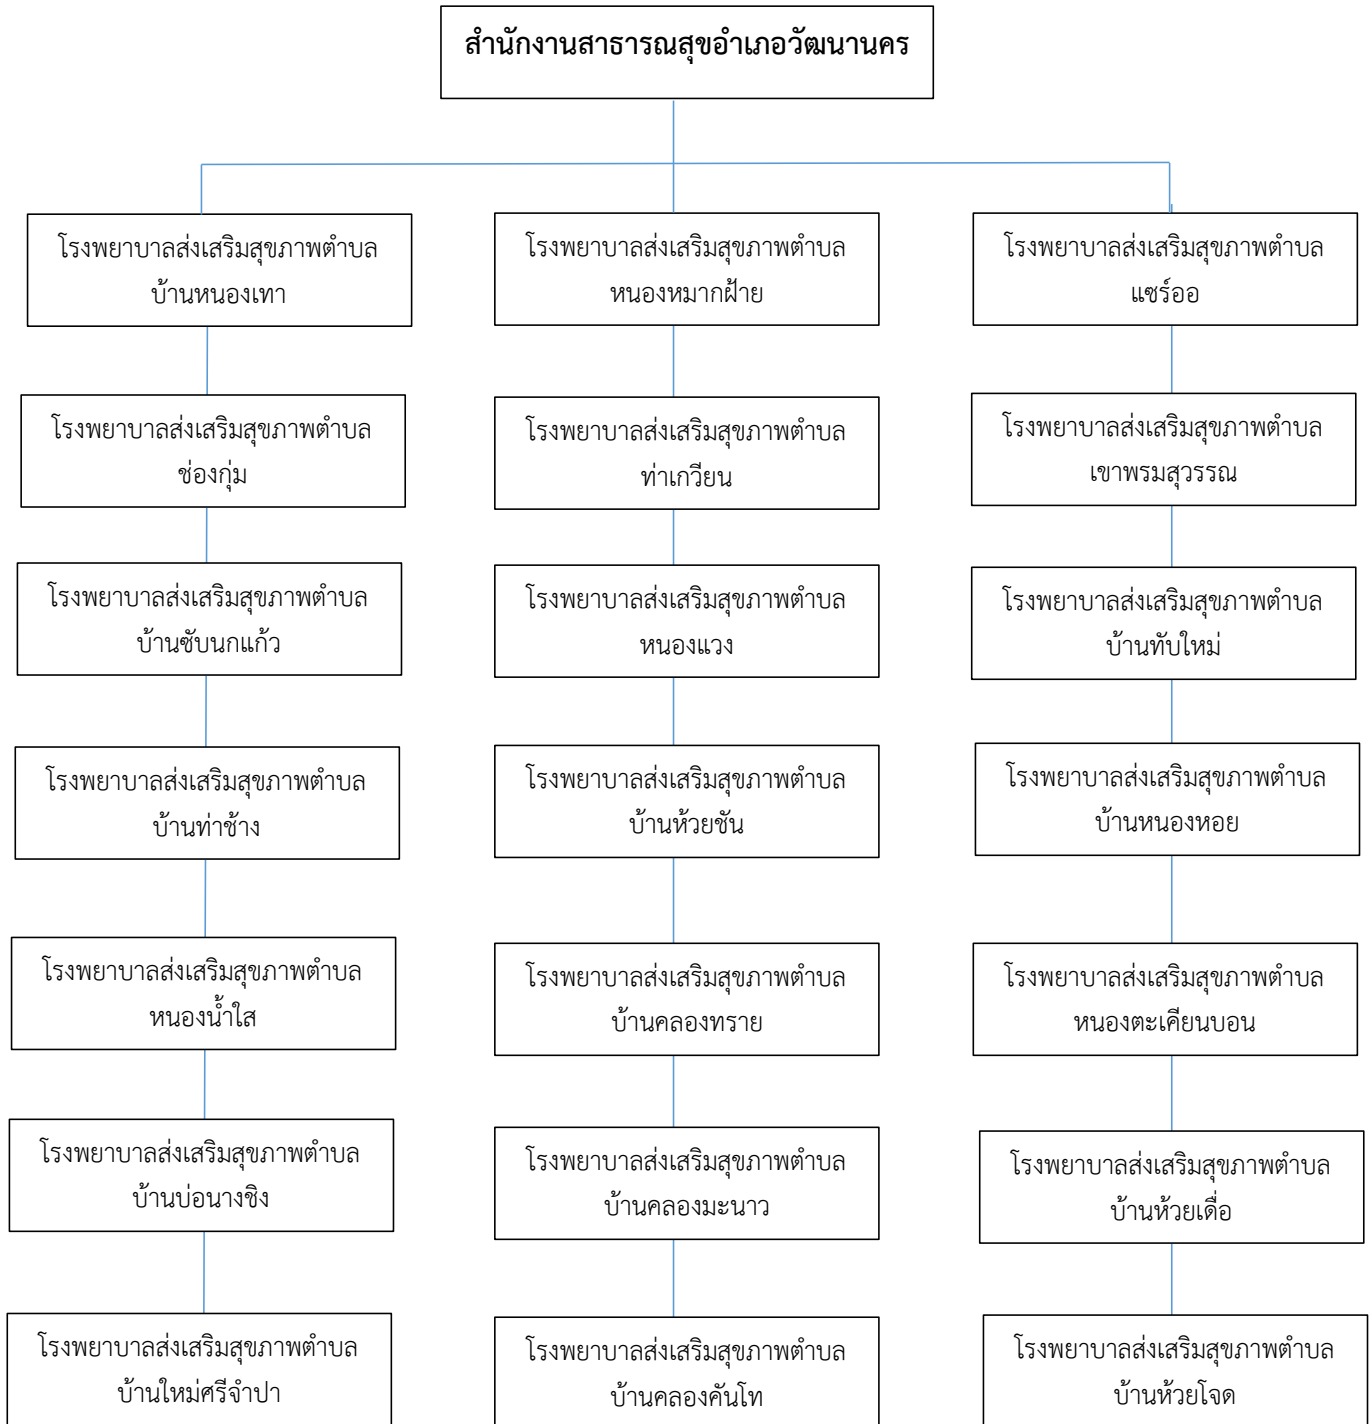 สำนักงานสาธารณสุขอำเภอวัฒนานคร
โรงพยาบาลส่งเสริมสุขภาพตำบล
บ้านหนองเทา
โรงพยาบาลส่งเสริมสุขภาพตำบล
หนองหมากฝ้าย
โรงพยาบาลส่งเสริมสุขภาพตำบล
แซร์ออ
โรงพยาบาลส่งเสริมสุขภาพตำบล
ช่องกุ่ม
โรงพยาบาลส่งเสริมสุขภาพตำบล
ท่าเกวียน
โรงพยาบาลส่งเสริมสุขภาพตำบล
เขาพรมสุวรรณ
โรงพยาบาลส่งเสริมสุขภาพตำบล
บ้านซับนกแก้ว
โรงพยาบาลส่งเสริมสุขภาพตำบล
หนองแวง
โรงพยาบาลส่งเสริมสุขภาพตำบล
บ้านทับใหม่
โรงพยาบาลส่งเสริมสุขภาพตำบล
บ้านท่าช้าง
โรงพยาบาลส่งเสริมสุขภาพตำบล
บ้านห้วยชัน
โรงพยาบาลส่งเสริมสุขภาพตำบล
บ้านหนองหอย
โรงพยาบาลส่งเสริมสุขภาพตำบล
หนองน้ำใส
โรงพยาบาลส่งเสริมสุขภาพตำบล
บ้านคลองทราย
โรงพยาบาลส่งเสริมสุขภาพตำบล
หนองตะเคียนบอน
โรงพยาบาลส่งเสริมสุขภาพตำบล
บ้านบ่อนางชิง
โรงพยาบาลส่งเสริมสุขภาพตำบล
บ้านคลองมะนาว
โรงพยาบาลส่งเสริมสุขภาพตำบล
บ้านห้วยเดื่อ
โรงพยาบาลส่งเสริมสุขภาพตำบล
บ้านใหม่ศรีจำปา
โรงพยาบาลส่งเสริมสุขภาพตำบล
บ้านคลองคันโท
โรงพยาบาลส่งเสริมสุขภาพตำบล
บ้านห้วยโจด